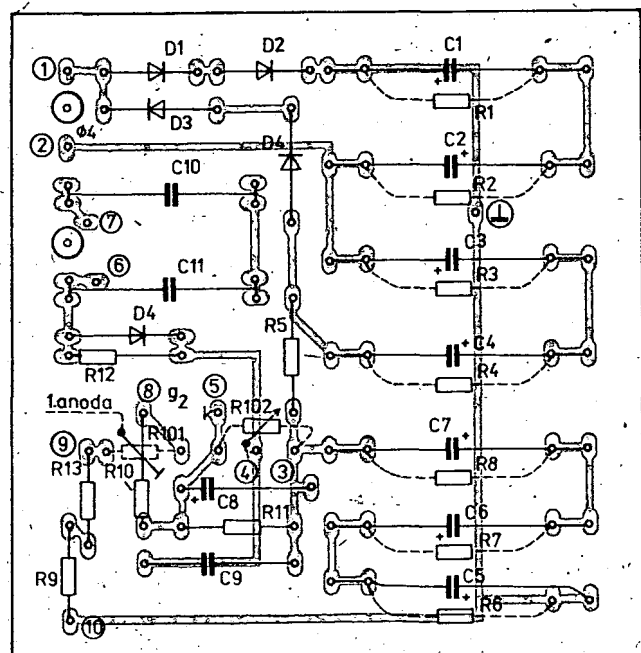 1 D1 D2 C1
D3 R1
ø4
2 C10 D4 C2
R2
7
6 C11 C3
R3
D4 R5 C4
R12 R4
8 g2 5
1.anoda k R102 C7
9 R101
R13 R10 4 3 R8
C8 C6
R11 R7
C9 C5
R9 R6
10